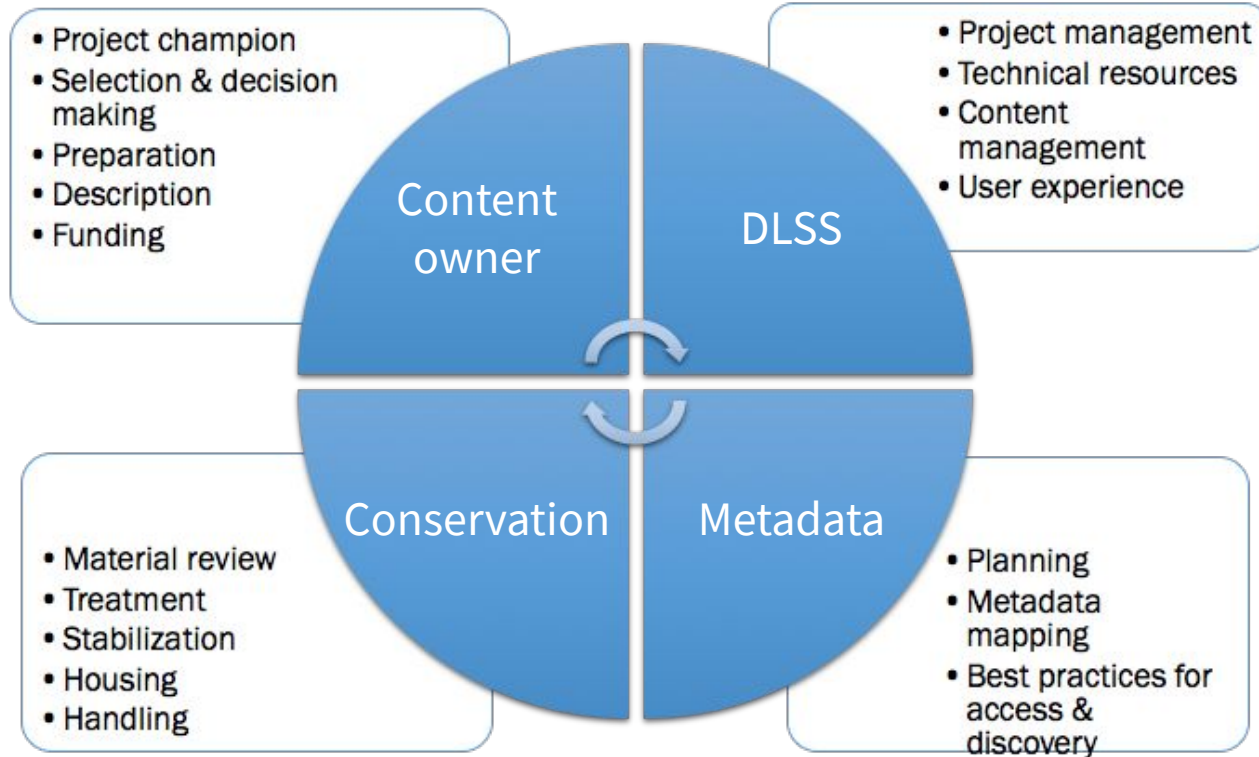 • Project champion
• Selection & decision
making
• Preparation
• Description
• Funding
• Project management
• Technical resources
• Content
management
• User experience
Content
owner
DLSS
Conservation
Metadata
• Material review
• Treatment
• Stabilization
• Housing
• Handling
• Planning
• Metadata
mapping
• Best practices for
access &
discovery